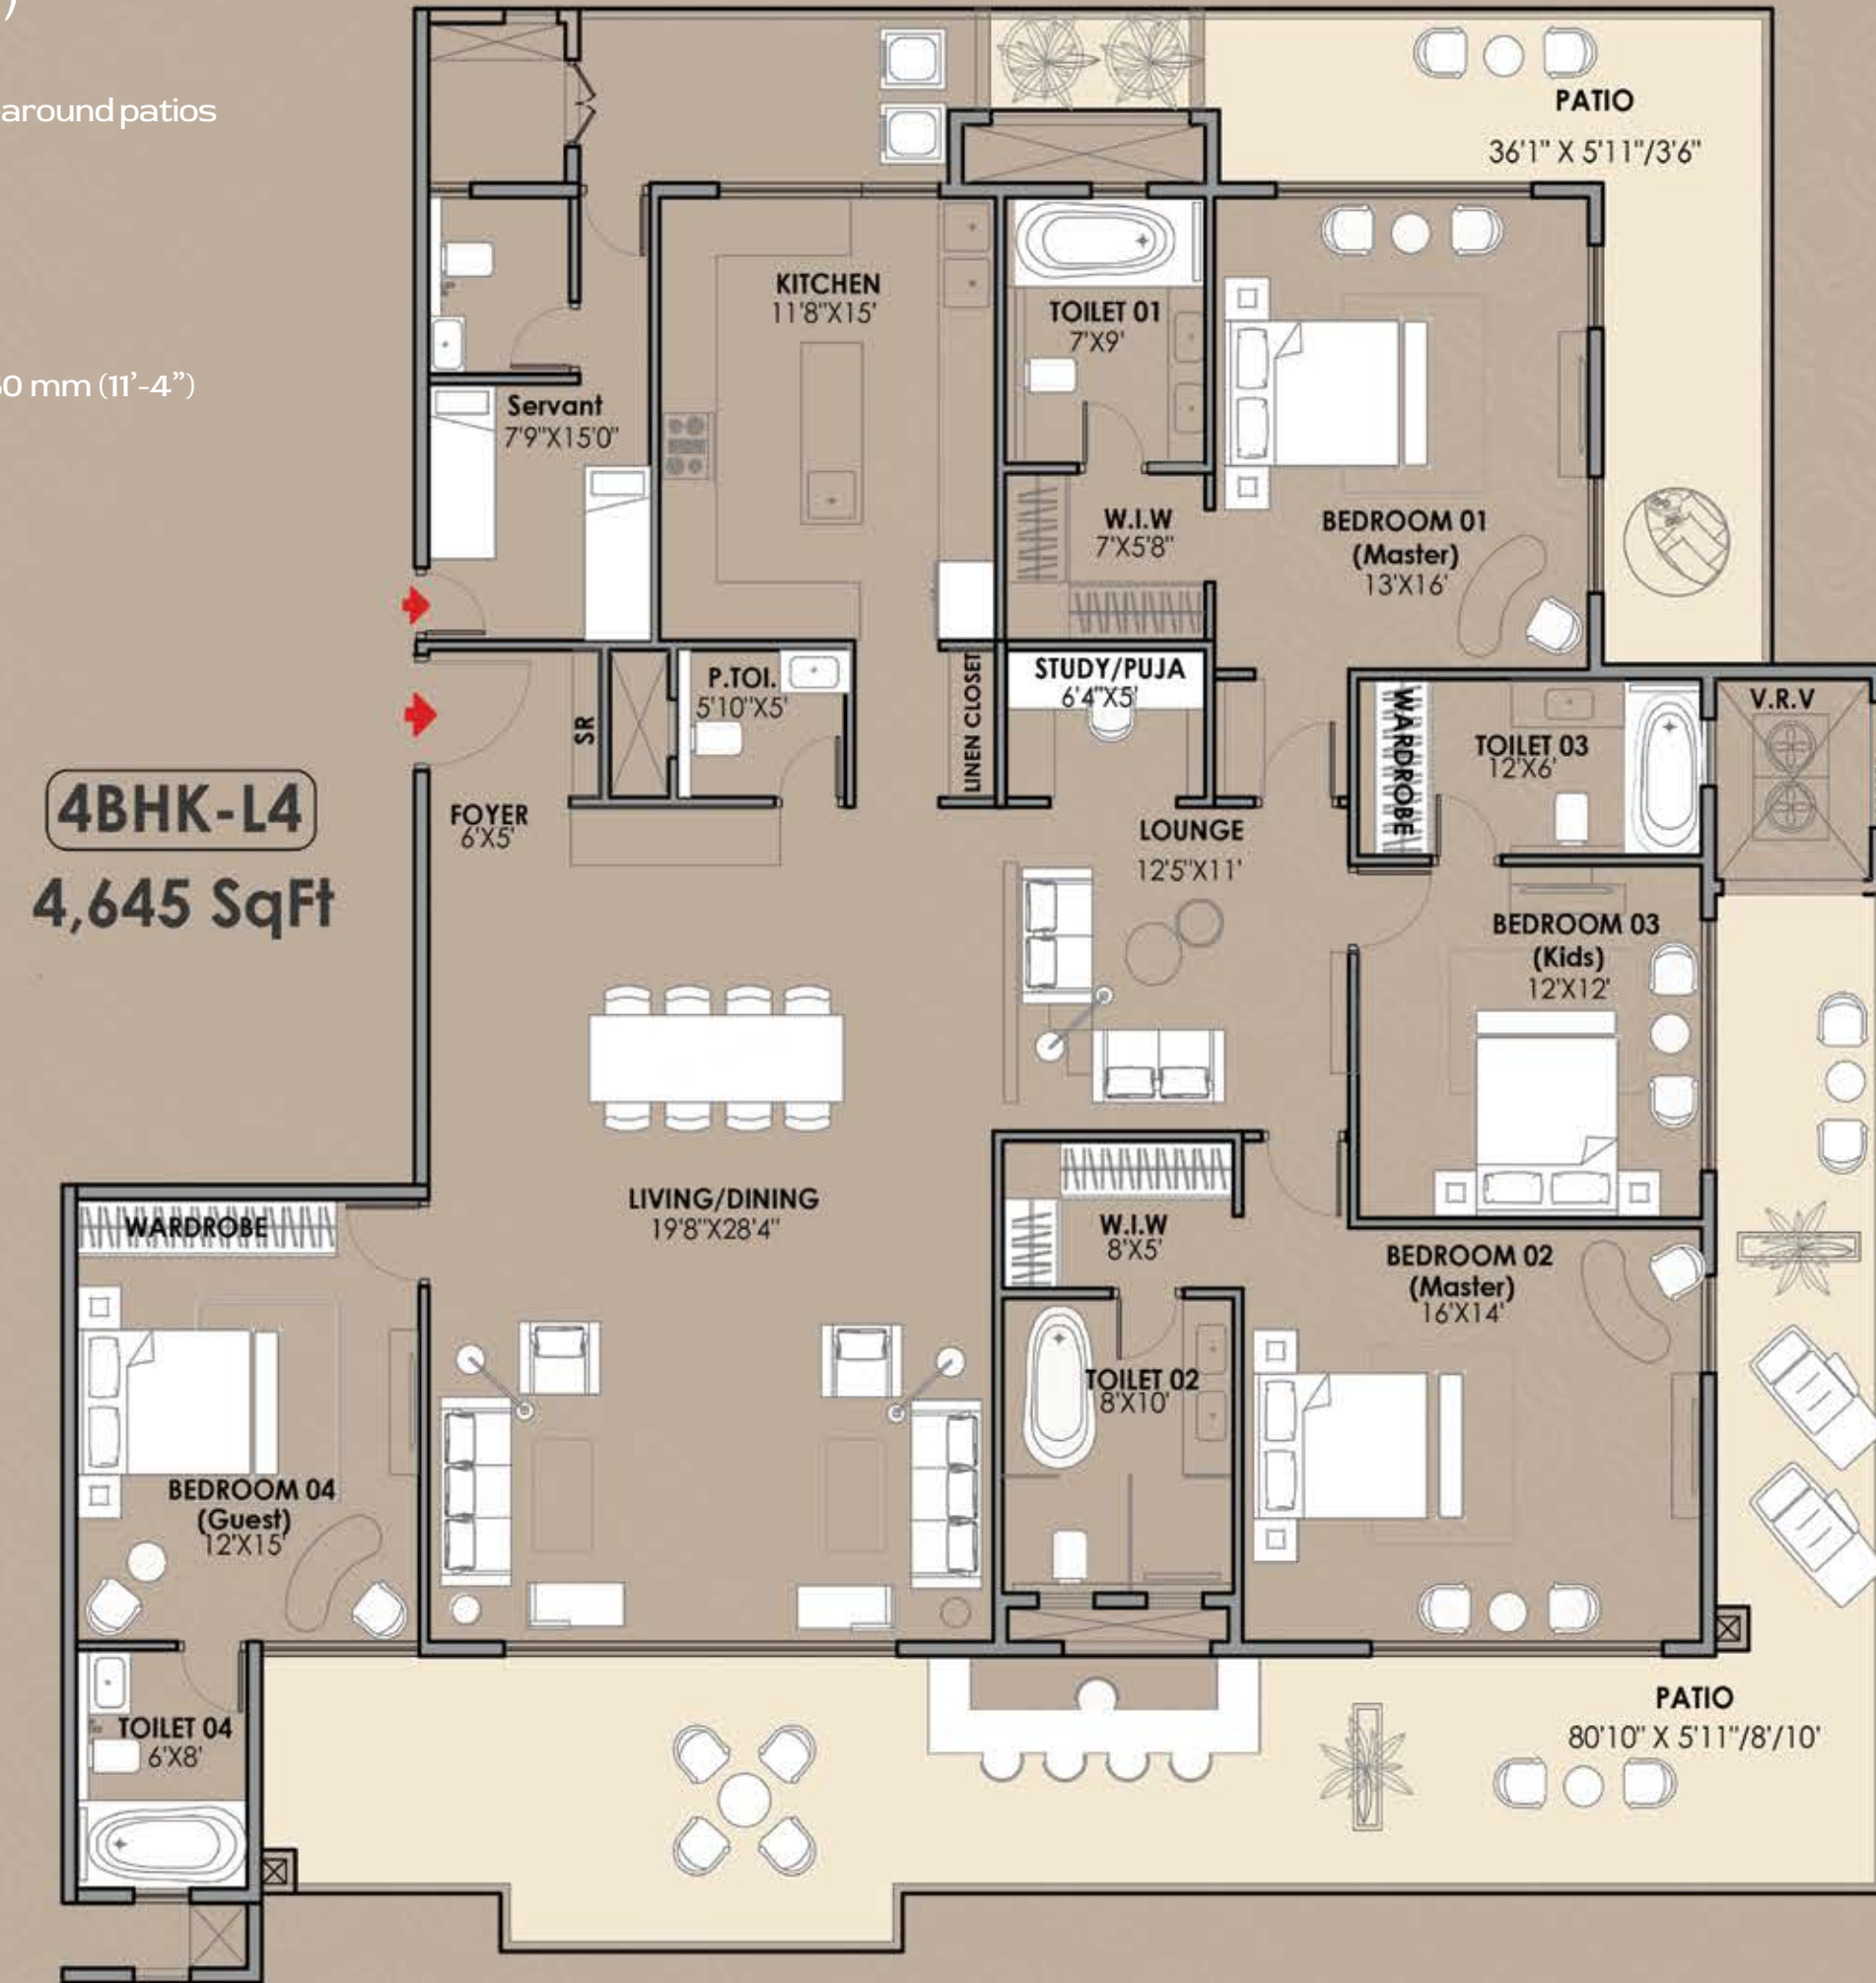 )
around patios
PATIO
36'1" X 5'11"/3'6"
KITCHEN
11'8"X15'
TOILET 01
7'X9'
0 mm (11'-4")
Servant
7'9"X15'0"
W.I.W
7'X5'8"
BEDROOM 01
(Master)
13'X16'
P.TOI.
5'10"X5'
SR
LINEN CLOSET
STUDY/PUJA
6'4"X5'
WARDROBE
TOILET 03
12'X6'
V.R.V
4BHK-L4
4,645 SqFt
FOYER
6'X5'
LOUNGE
12'5"X11'
BEDROOM 03
(Kids)
12'X12'
LIVING/DINING
19'8"X28'4"
WARDROBE
W.I.W
8'X5'
BEDROOM 02
(Master)
16'X14'
TOILET 02
8'X10'
BEDROOM 04
(Guest)
12'X15'
TOILET 04
6'X8'
PATIO
80'10" X 5'11"/8'/10'